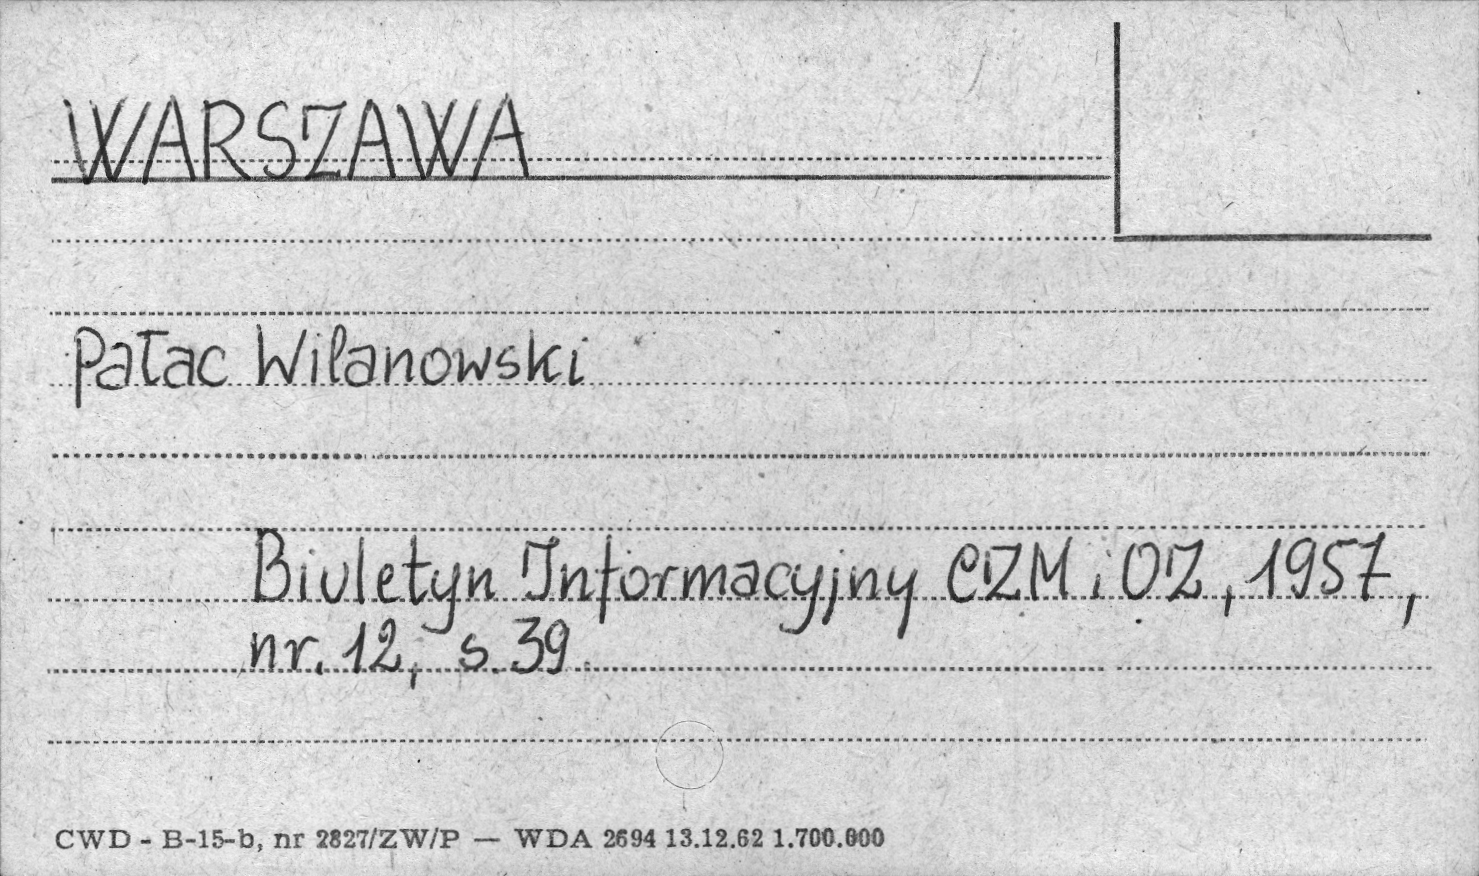 WARSZAWA
Pałac Wilanowski
Biuletyn Informacyjny CZM i OZ, 1957,
nr. 12, s. 39.
CWD - B-15-b, nr 2827/ZW/P — WDA 2694 13.12.62 1.700.000